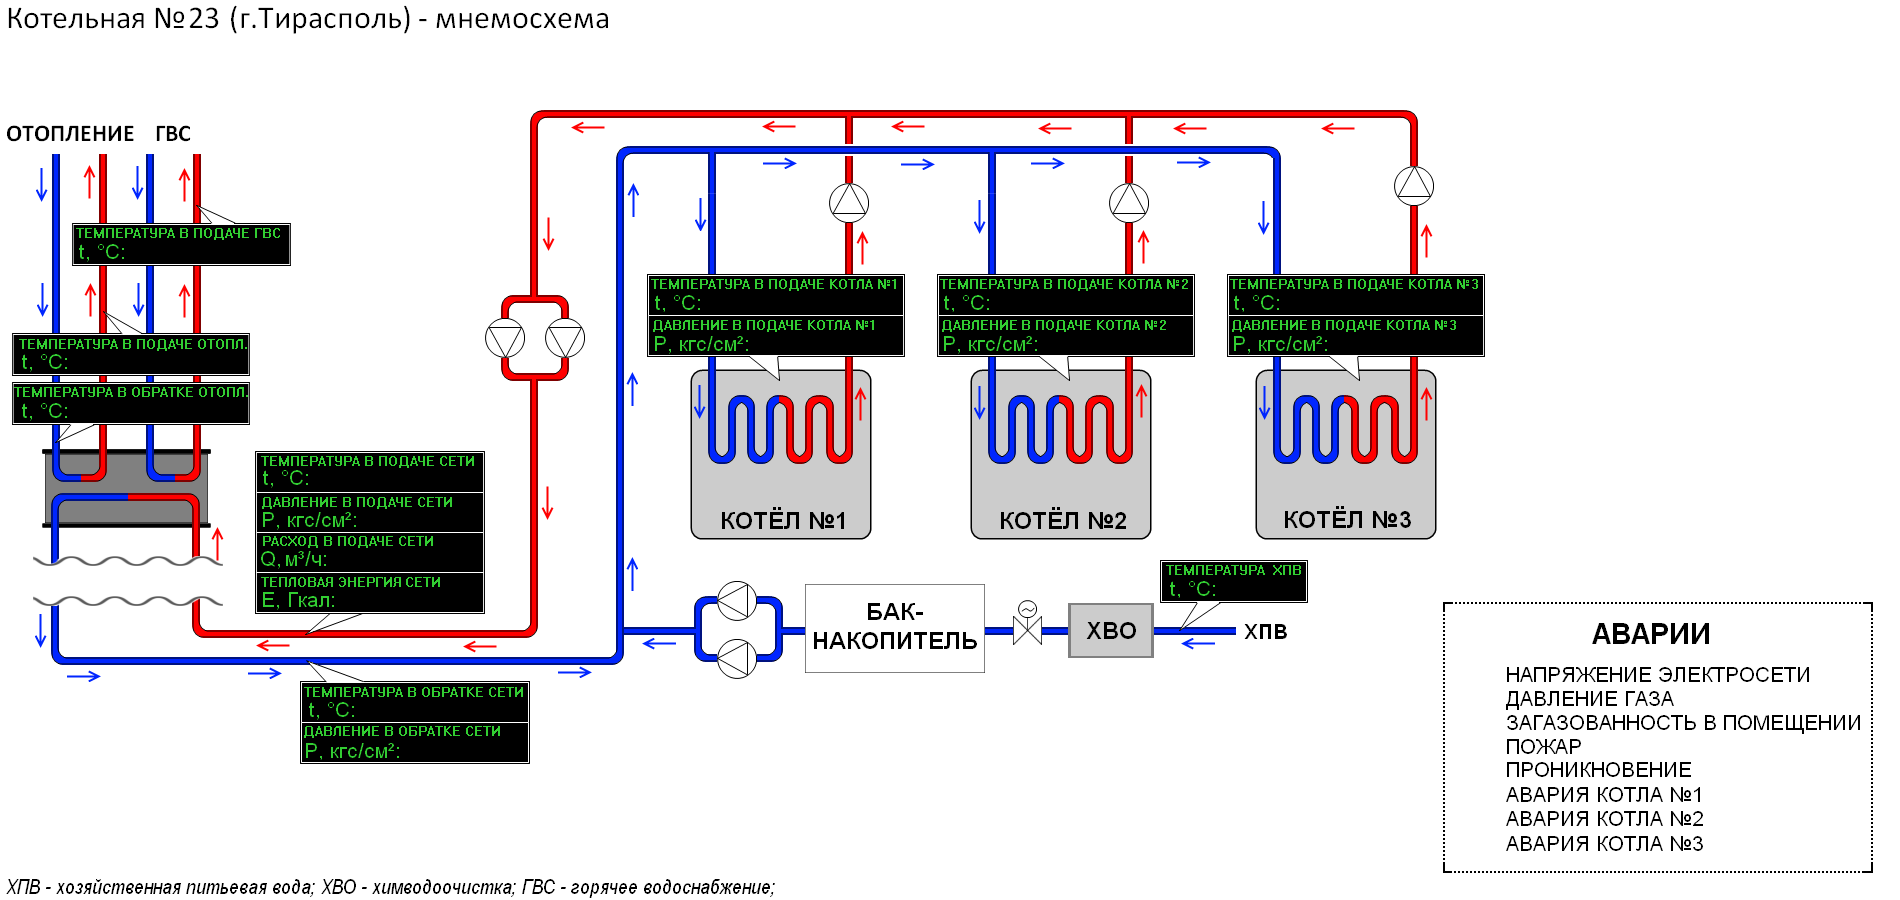 Котельная №23 (г.Тирасполь) - мнемосхема
ОТОПЛЕНИЕ ГВС
ТЕМПЕРАТУРА В ПОДАЧЕ ГВС
t, °C:
ТЕМПЕРАТУРА В ПОДАЧЕ ОТОПЛ.
t, °C:
ТЕМПЕРАТУРА В ОБРАТКЕ ОТОПЛ.
t, °C:
ТЕМПЕРАТУРА В ПОДАЧЕ СЕТИ
t, °C:
ДАВЛЕНИЕ В ПОДАЧЕ СЕТИ
P, кгс/см²:
РАСХОД В ПОДАЧЕ СЕТИ
Q, м³/ч:
ТЕПЛОВАЯ ЭНЕРГИЯ СЕТИ
E, Гкал:
ТЕМПЕРАТУРА В ОБРАТКЕ СЕТИ
t, °C:
ДАВЛЕНИЕ В ОБРАТКЕ СЕТИ
P, кгс/см²:
ТЕМПЕРАТУРА В ПОДАЧЕ КОТЛА №1
t, °C:
ДАВЛЕНИЕ В ПОДАЧЕ КОТЛА №1
P, кгс/см²:
КОТЁЛ №1
ТЕМПЕРАТУРА В ПОДАЧЕ КОТЛА №2
t, °C:
ДАВЛЕНИЕ В ПОДАЧЕ КОТЛА №2
P, кгс/см²:
КОТЁЛ №2
ТЕМПЕРАТУРА В ПОДАЧЕ КОТЛА №3
t, °C:
ДАВЛЕНИЕ В ПОДАЧЕ КОТЛА №3
P, кгс/см²:
КОТЁЛ №3
БАК-
НАКОПИТЕЛЬ
ХВО
ТЕМПЕРАТУРА ХПВ
t, °C:
ХПВ
АВАРИИ
НАПРЯЖЕНИЕ ЭЛЕКТРОСЕТИ
ДАВЛЕНИЕ ГАЗА
ЗАГАЗОВАННОСТЬ В ПОМЕЩЕНИИ
ПОЖАР
ПРОНИКНОВЕНИЕ
АВАРИЯ КОТЛА №1
АВАРИЯ КОТЛА №2
АВАРИЯ КОТЛА №3
ХПВ - хозяйственная питьевая вода; ХВО - химводоочистка; ГВС - горячее водоснабжение;